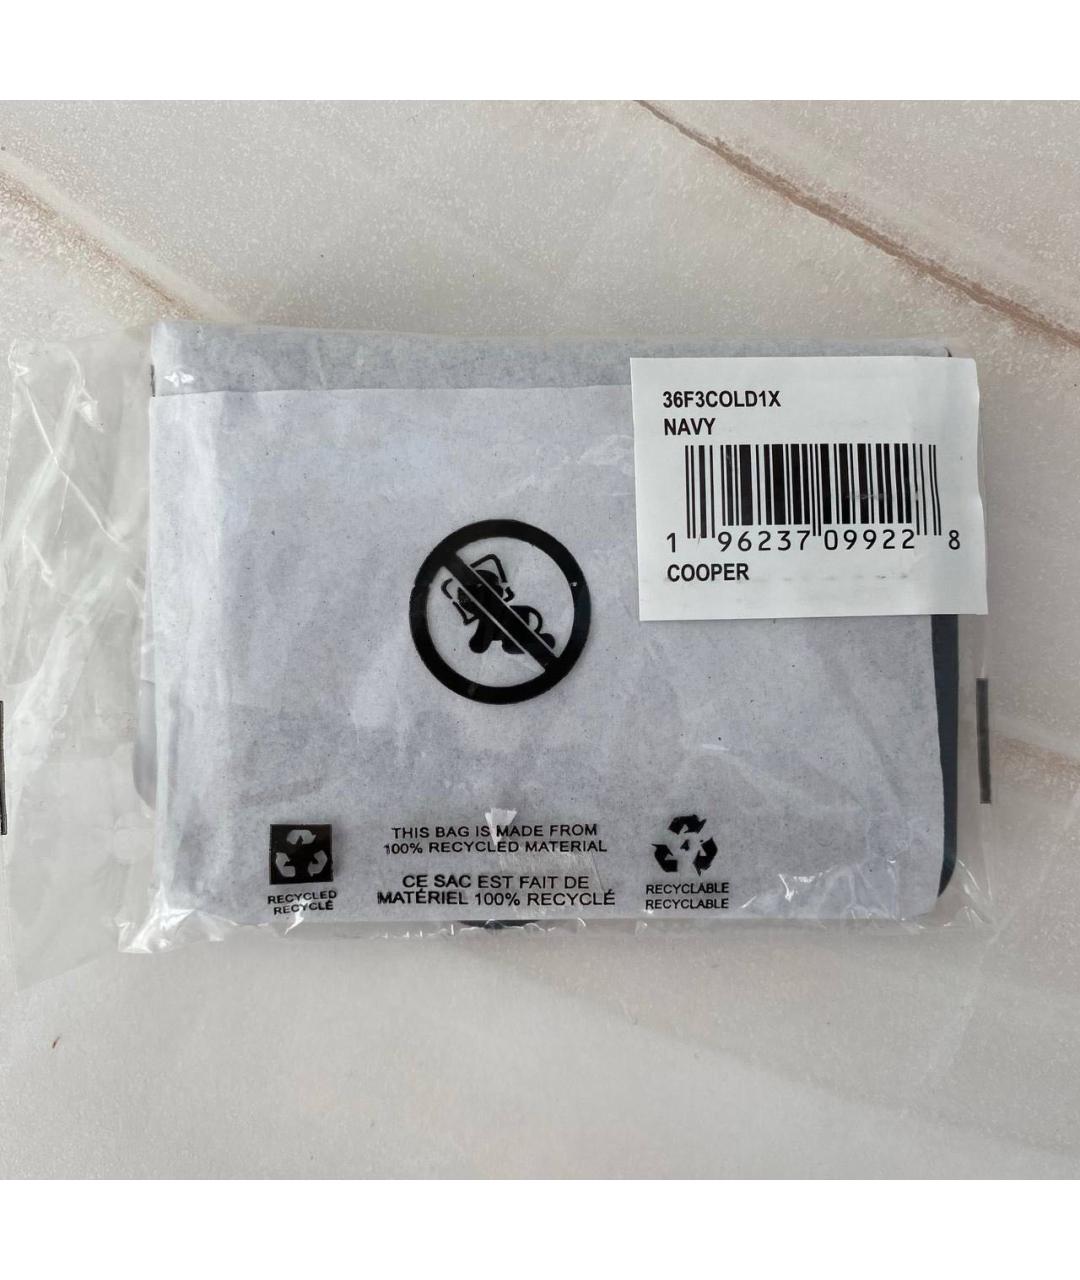 36F3COLD1X
NAVY
1 96237 09922 8
COOPER
THIS BAG IS MADE FROM
100% RECYCLED MATERIAL
CE SAC EST FAIT DE
MATÉRIEL 100% RECYCLÉ
RECYCLED
RECYCLÉ
4
RECYCLABLE
RECYCLABLE